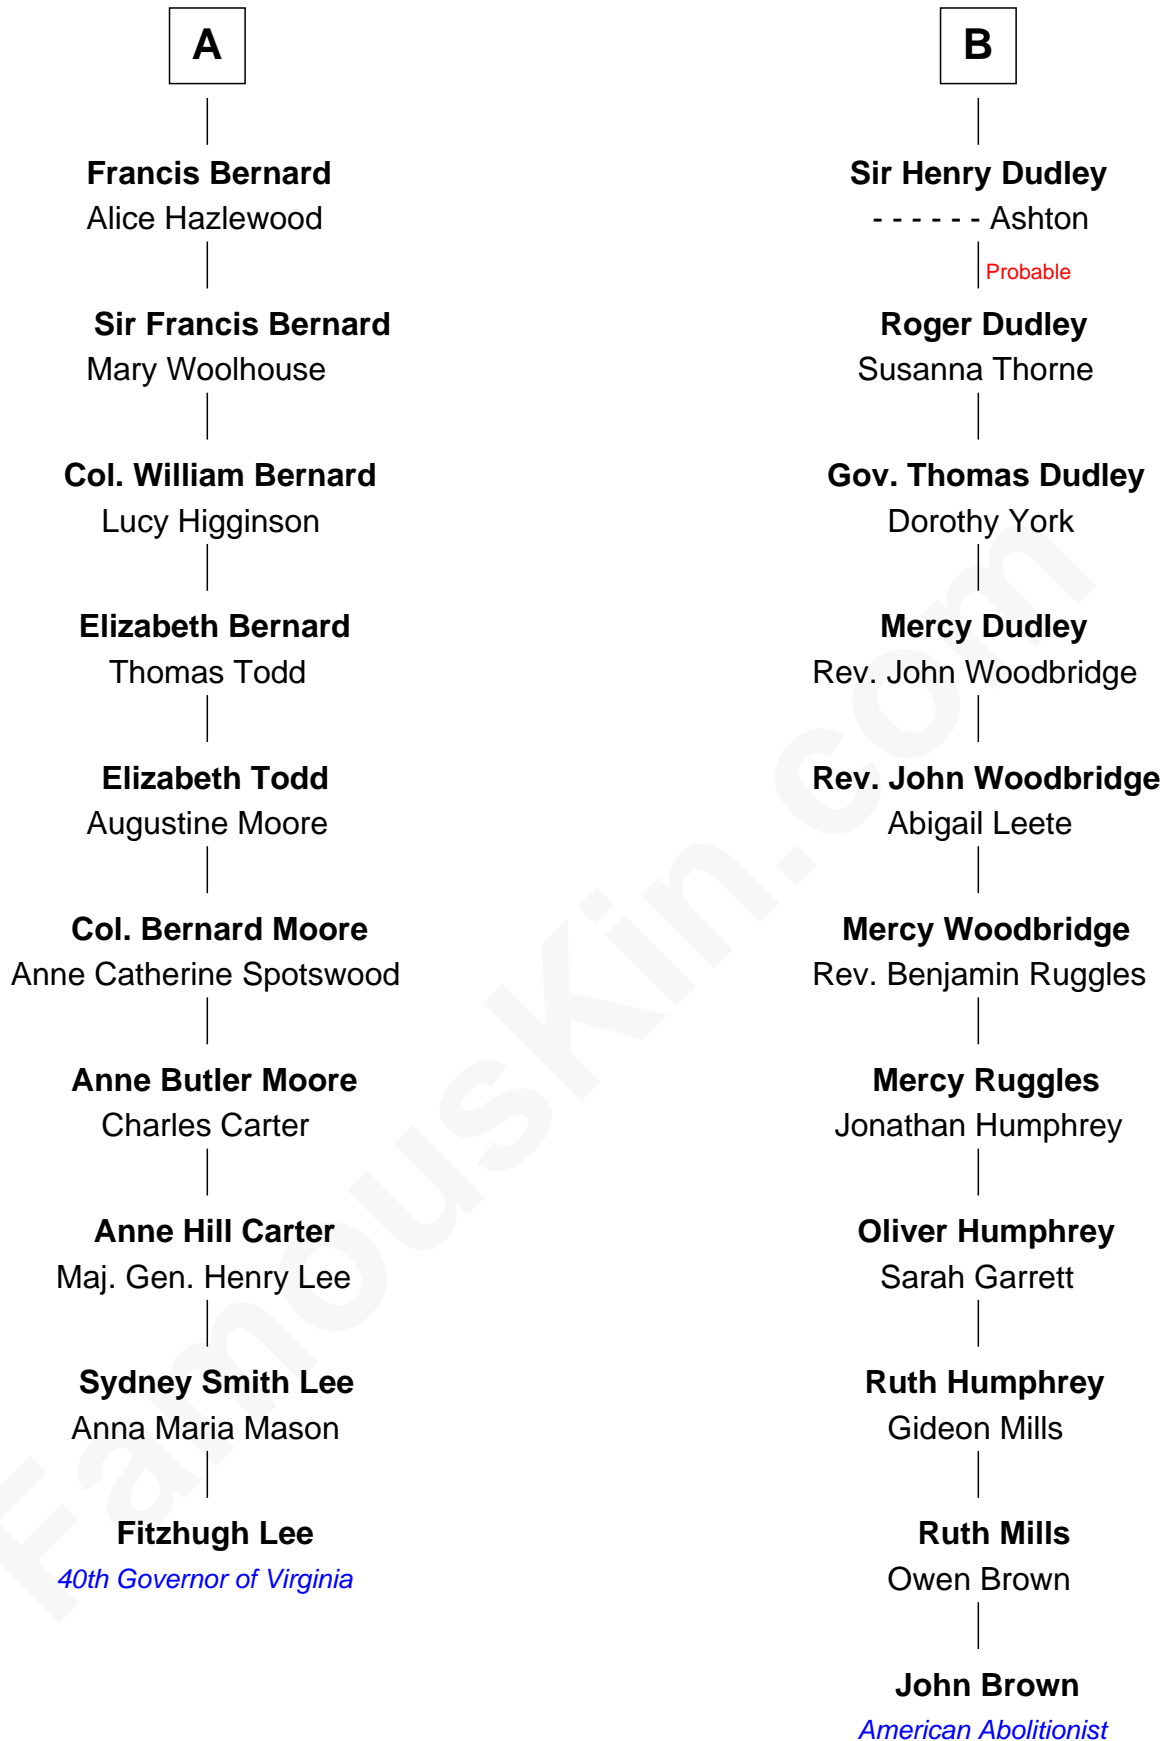 A
Francis Bernard
Alice Hazlewood
Sir Francis Bernard
Mary Woolhouse
Col. William Bernard
Lucy Higginson
Elizabeth Bernard
Thomas Todd
Elizabeth Todd
Augustine Moore
Col. Bernard Moore
Anne Catherine Spotswood
Anne Butler Moore
Charles Carter
Anne Hill Carter
Maj. Gen. Henry Lee
Sydney Smith Lee
Anna Maria Mason
Fitzhugh Lee
40th Governor of Virginia
B
Sir Henry Dudley
- - - - - - Ashton
Probable
Roger Dudley
Susanna Thorne
Gov. Thomas Dudley
Dorothy York
Mercy Dudley
Rev. John Woodbridge
Rev. John Woodbridge
Abigail Leete
Mercy Woodbridge
Rev. Benjamin Ruggles
Mercy Ruggles
Jonathan Humphrey
Oliver Humphrey
Sarah Garrett
Ruth Humphrey
Gideon Mills
Ruth Mills
Owen Brown
John Brown
American Abolitionist
FamousKin.com